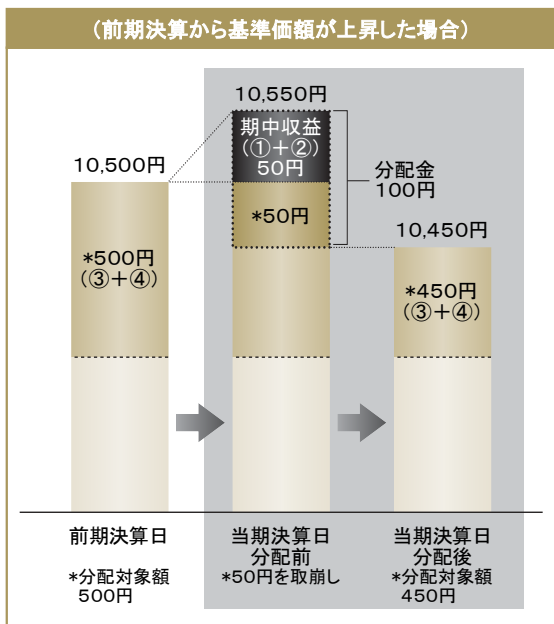 （前期決算から基準価額が上昇した場合）
10,550円
期中収益
（①＋②）
50円
分配金
100円
10,500円
*50円
10,450円
*500円
（③＋④）
*450円
（③＋④）
前期決算日
*分配対象額
500円
当期決算日
分配前
*50円を取崩し
当期決算日
分配後
*分配対象額
450円